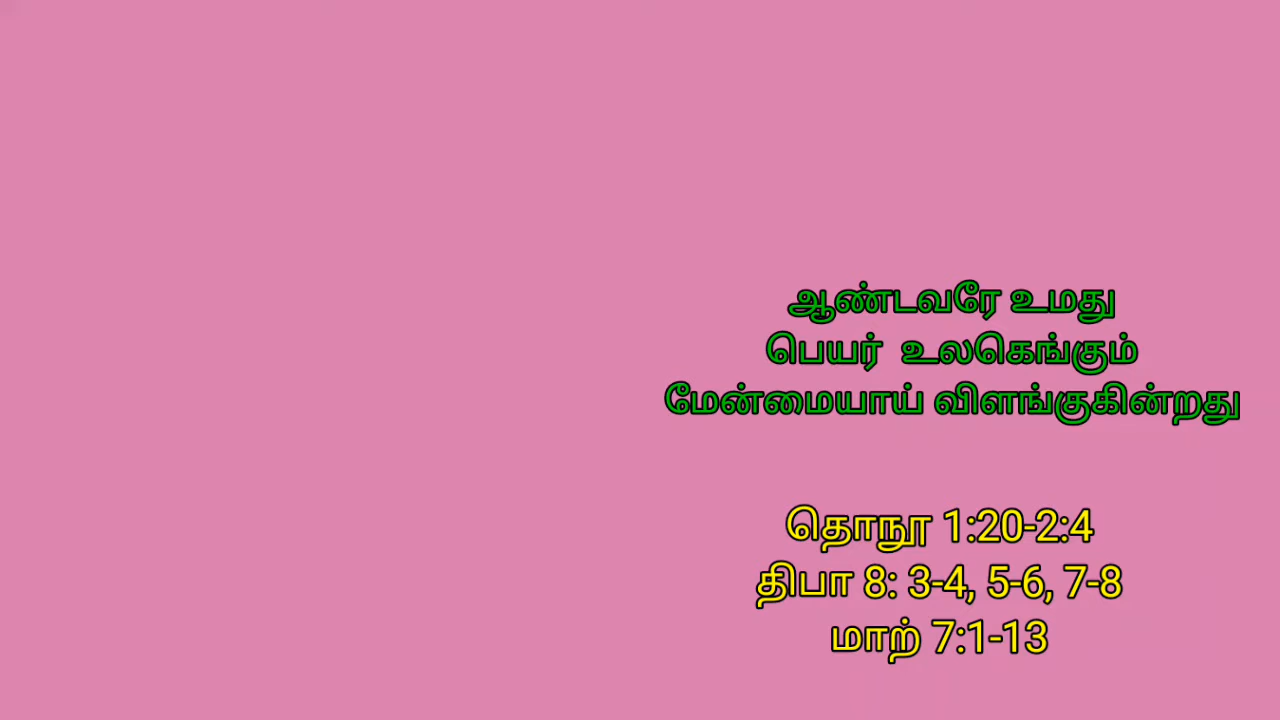 ஆண்டவரே உமது
பெயர் உலகெங்கும்
மேன்மையாய் விளங்குகின்றது
தொநூ 1:20-2:4
திபா 8: 3-4, 5-6, 7-8
மாற் 7:1-13